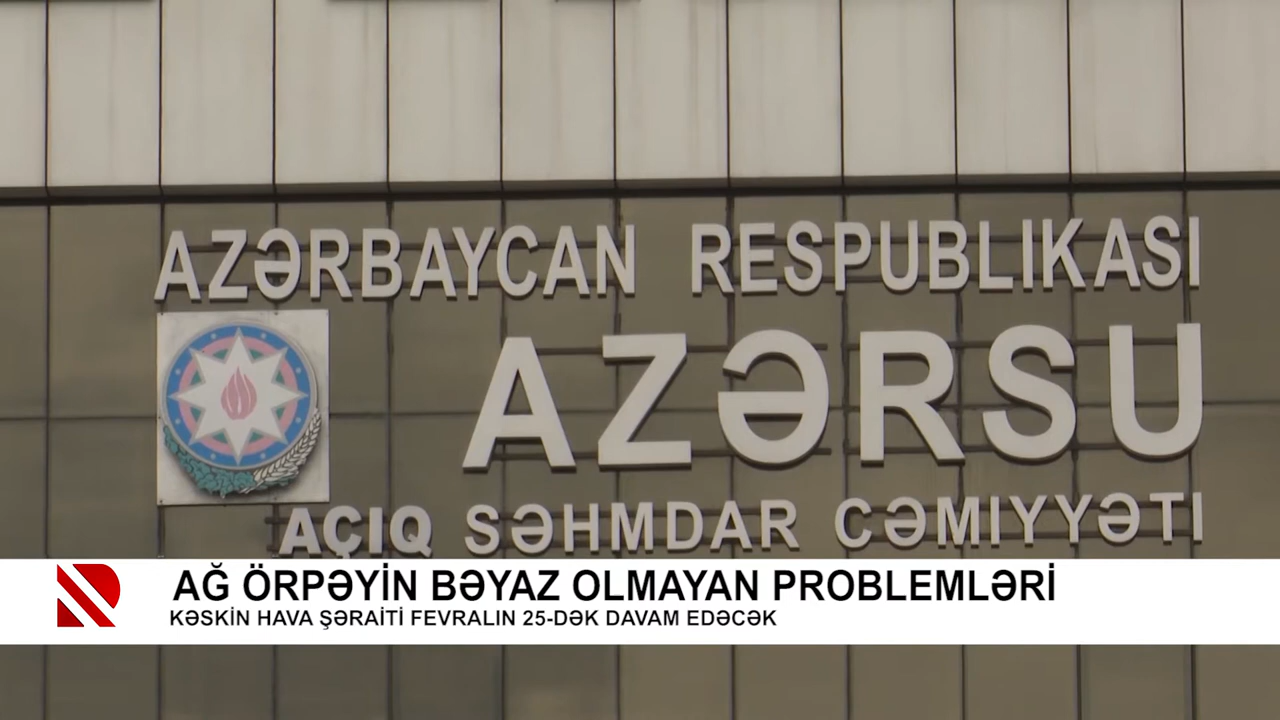 AZƏRBAYCAN RESPUBLIKASI
AZƏRSU
AÇIQ SƏHMDAR CƏMIYYƏTI
AĞ ÖRPƏYİN BƏYAZ OLMAYAN PROBLEMLƏRİ
KƏSKİN HAVA ŞƏRAİTİ FEVRALIN 25-DƏK DAVAM EDƏCƏK